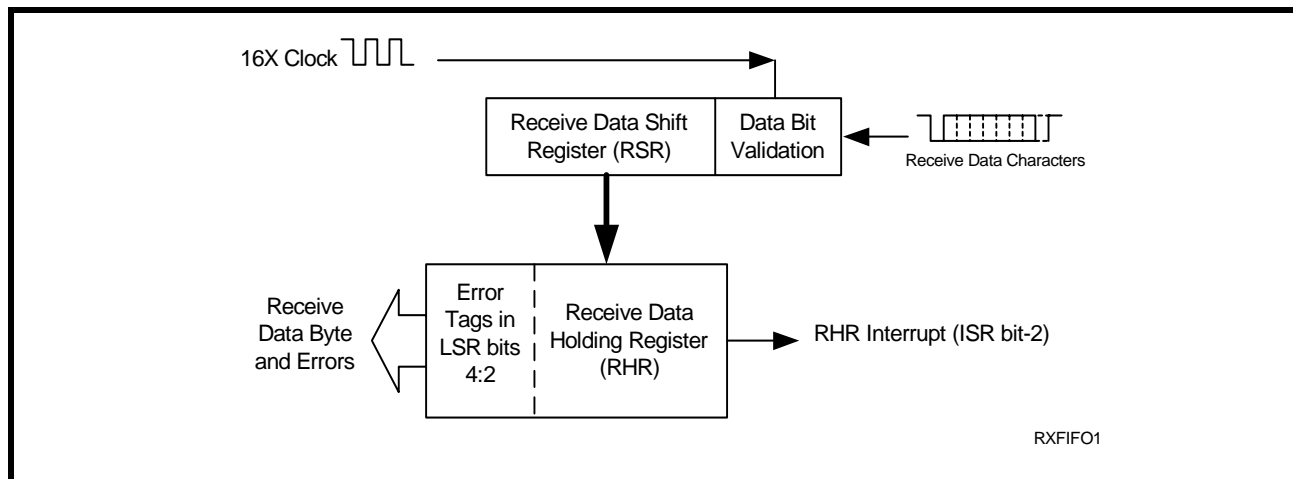 16X Clock
Receive Data Shift
Register (RSR)
Data Bit
Validation
Receive Data Characters
Receive
Data Byte
and Errors
Error
Tags in
LSR bits
4:2
Receive Data
Holding Register
(RHR)
RHR Interrupt (ISR bit-2)
RXFIFO1